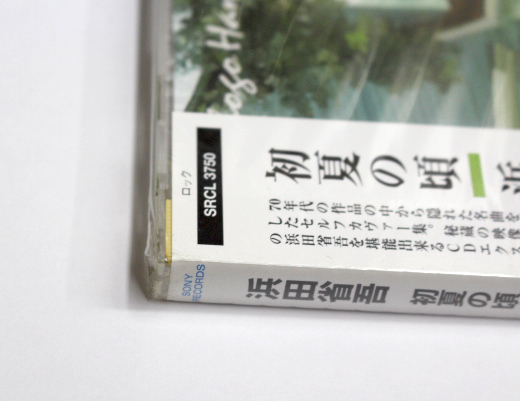 ogo Ha
ロック
SRCL 3750
初夏の頃
70年代の作品の中から隠れた名曲を
したセルフカヴァー集。秘蔵の映像
の浜田省吾を堪能出来るCDエクス
SONY
RECORDS
浜田省吾 初夏の頃